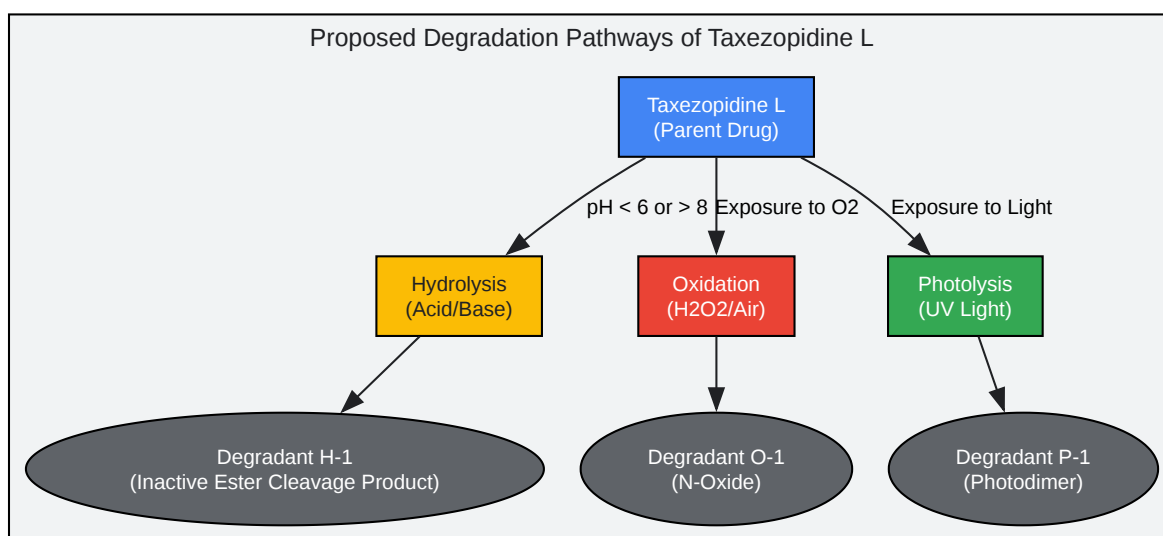 Proposed Degradation Pathways of Taxezopidine L
Taxezopidine L
(Parent Drug)
pH < 6 or > 8
Exposure to O2
Exposure to Light
Hydrolysis
(Acid/Base)
Oxidation
(H2O2/Air)
Photolysis
(UV Light)
Degradant H-1
(Inactive Ester Cleavage Product)
Degradant O-1
(N-Oxide)
Degradant P-1
(Photodimer)